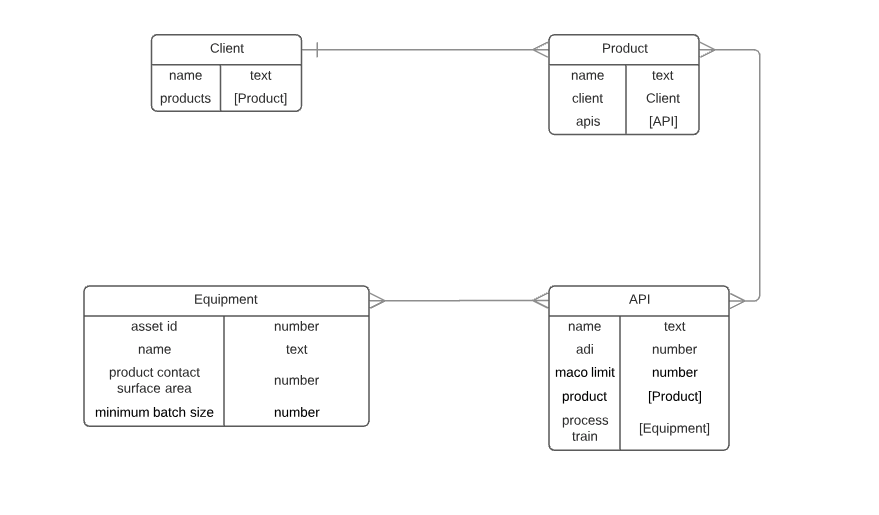 Client
name text
products [Product]
Product
name text
client Client
apis [API]
Equipment
asset id number
name text
product contact
surface area number
minimum batch size number
API
name text
adi number
maco limit number
product [Product]
process
train [Equipment]